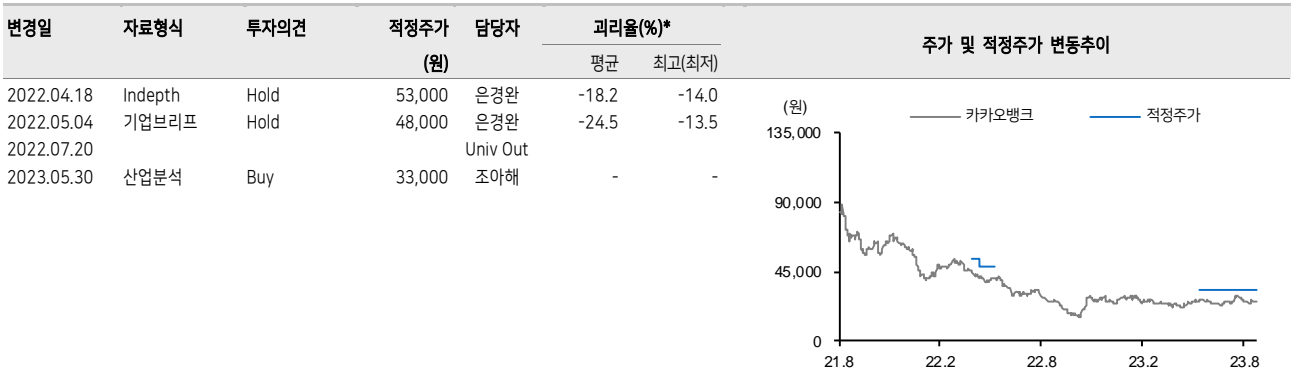 변경일 자료형식 투자의견 적정주가 담당자 괴리율(%)* 주가 및 적정주가 변동추이
(원) 평균 최고(최저)
2022.04.18 Indepth Hold 53,000 은경완 -18.2 -14.0
2022.05.04 기업브리프 Hold 48,000 은경완 -24.5 -13.5
2022.07.20 Univ Out
2023.05.30 산업분석 Buy 33,000 조아해 - -
(원) 카카오뱅크 적정주가
135,000
90,000
45,000
0
21.8 22.2 22.8 23.2 23.8